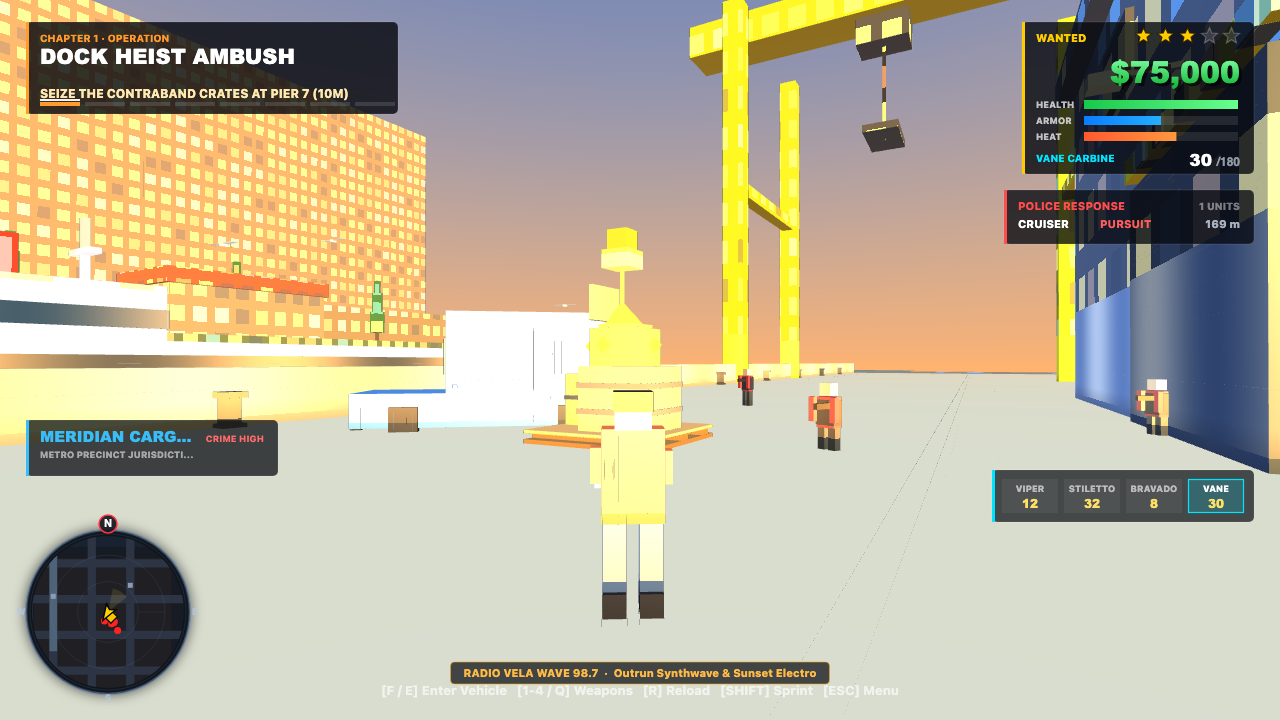 CHAPTER 1 · OPERATION
DOCK HEIST AMBUSH
SEIZE THE CONTRABAND CRATES AT PIER 7 (10M)
WANTED
$75,000
HEALTH
ARMOR
HEAT
VANE CARBINE 30 /180
POLICE RESPONSE 1 UNITS
CRUISER PURSUIT 169 m
MERIDIAN CARG... CRIME HIGH
METRO PRECINCT JURISDICTI...
VIPER STILETTO BRAVADO VANE
12 32 8 30
N
RADIO VELA WAVE 98.7 · Outrun Synthwave & Sunset Electro
[F / E] Enter Vehicle [1-4 / Q] Weapons [R] Reload [SHIFT] Sprint [ESC] Menu